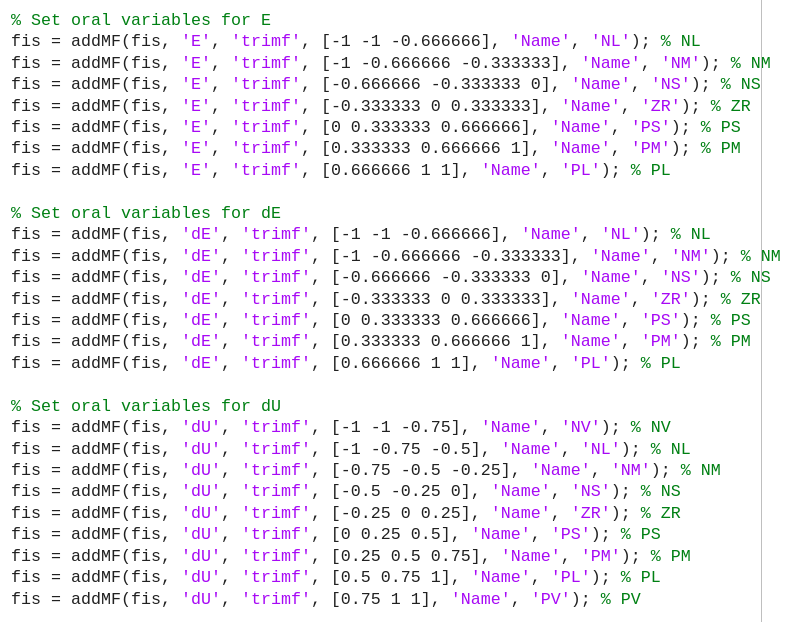 % Set oral variables for E
fis = addMF(fis, 'E', 'trimf', [-1 -1 -0.666666], 'Name', 'NL'); % NL
fis = addMF(fis, 'E', 'trimf', [-1 -0.666666 -0.333333], 'Name', 'NM'); % NM
fis = addMF(fis, 'E', 'trimf', [-0.666666 -0.333333 0], 'Name', 'NS'); % NS
fis = addMF(fis, 'E', 'trimf', [-0.333333 0 0.333333], 'Name', 'ZR'); % ZR
fis = addMF(fis, 'E', 'trimf', [0 0.333333 0.666666], 'Name', 'PS'); % PS
fis = addMF(fis, 'E', 'trimf', [0.333333 0.666666 1], 'Name', 'PM'); % PM
fis = addMF(fis, 'E', 'trimf', [0.666666 1 1], 'Name', 'PL'); % PL

% Set oral variables for dE
fis = addMF(fis, 'dE', 'trimf', [-1 -1 -0.666666], 'Name', 'NL'); % NL
fis = addMF(fis, 'dE', 'trimf', [-1 -0.666666 -0.333333], 'Name', 'NM'); % NM
fis = addMF(fis, 'dE', 'trimf', [-0.666666 -0.333333 0], 'Name', 'NS'); % NS
fis = addMF(fis, 'dE', 'trimf', [-0.333333 0 0.333333], 'Name', 'ZR'); % ZR
fis = addMF(fis, 'dE', 'trimf', [0 0.333333 0.666666], 'Name', 'PS'); % PS
fis = addMF(fis, 'dE', 'trimf', [0.333333 0.666666 1], 'Name', 'PM'); % PM
fis = addMF(fis, 'dE', 'trimf', [0.666666 1 1], 'Name', 'PL'); % PL

% Set oral variables for dU
fis = addMF(fis, 'dU', 'trimf', [-1 -1 -0.75], 'Name', 'NV'); % NV
fis = addMF(fis, 'dU', 'trimf', [-1 -0.75 -0.5], 'Name', 'NL'); % NL
fis = addMF(fis, 'dU', 'trimf', [-0.75 -0.5 -0.25], 'Name', 'NM'); % NM
fis = addMF(fis, 'dU', 'trimf', [-0.5 -0.25 0], 'Name', 'NS'); % NS
fis = addMF(fis, 'dU', 'trimf', [-0.25 0 0.25], 'Name', 'ZR'); % ZR
fis = addMF(fis, 'dU', 'trimf', [0 0.25 0.5], 'Name', 'PS'); % PS
fis = addMF(fis, 'dU', 'trimf', [0.25 0.5 0.75], 'Name', 'PM'); % PM
fis = addMF(fis, 'dU', 'trimf', [0.5 0.75 1], 'Name', 'PL'); % PL
fis = addMF(fis, 'dU', 'trimf', [0.75 1 1], 'Name', 'PV'); % PV